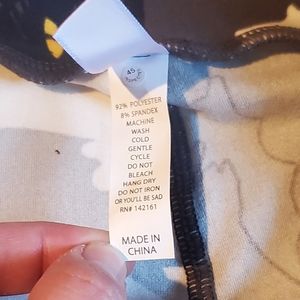 45
92% POLYESTER
8% SPANDEX
MACHINE
WASH
COLD
GENTLE
CYCLE
DO NOT
BLEACH
HANG DRY
DO NOT IRON
OR YOU'LL BE SAD
RN# 142161
MADE IN
CHINA